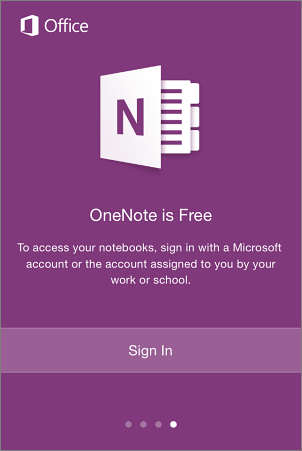 Office
N
OneNote is Free
To access your notebooks, sign in with a Microsoft
account or the account assigned to you by your
work or school.
Sign In